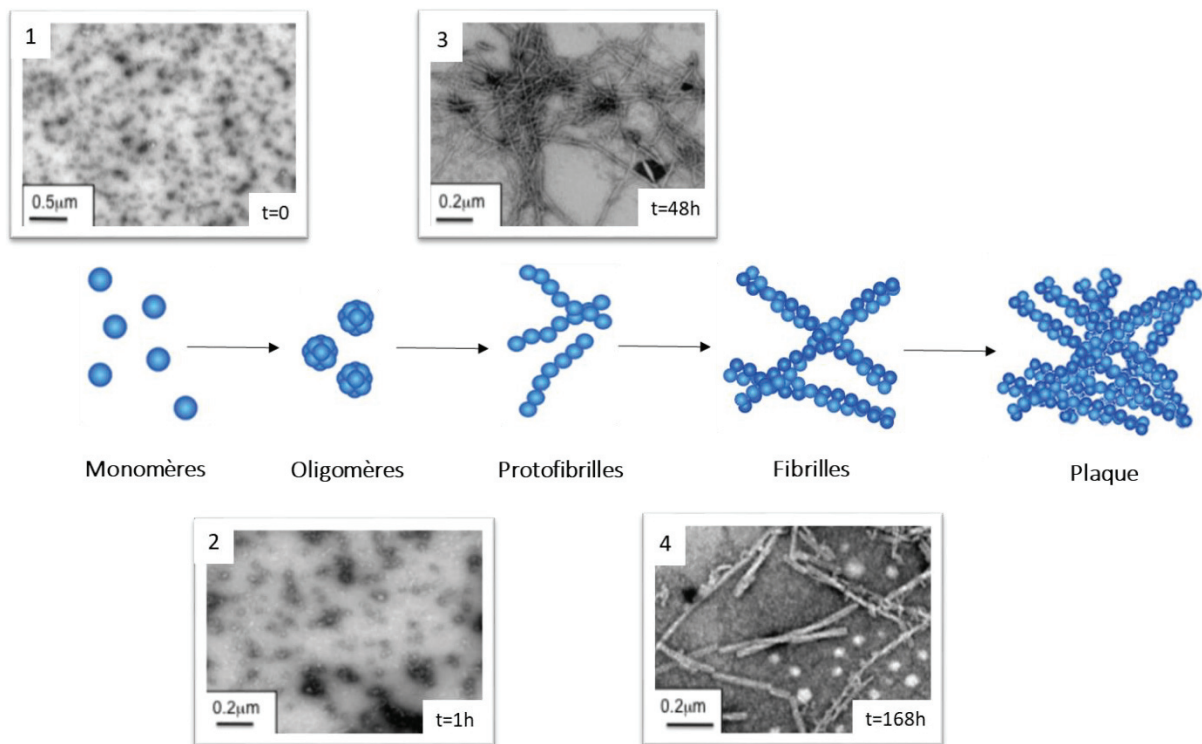 1
0.5μm
t=0
3
0.2μm
t=48h
Monomères
Oligomères
Protofibrilles
Fibrilles
Plaque
2
0.2μm
t=1h
4
0.2μm
t=168h